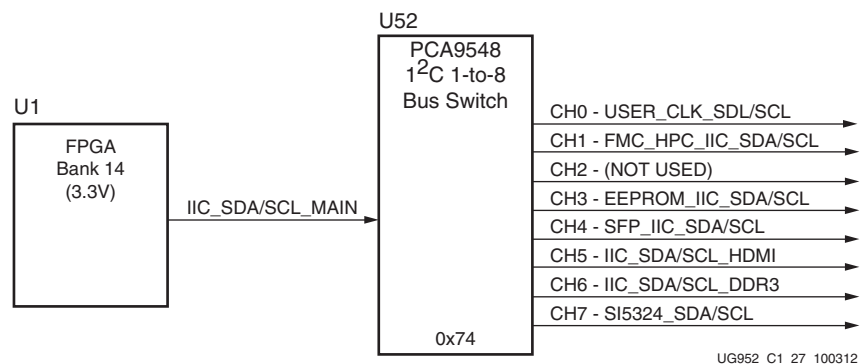 U52
PCA9548
1²C 1-to-8
Bus Switch
U1
FPGA
Bank 14
(3.3V)
IIC_SDA/SCL_MAIN
CH0 - USER_CLK_SDL/SCL
CH1 - FMC_HPC_IIC_SDA/SCL
CH2 - (NOT USED)
CH3 - EEPROM_IIC_SDA/SCL
CH4 - SFP_IIC_SDA/SCL
CH5 - IIC_SDA/SCL_HDMI
CH6 - IIC_SDA/SCL_DDR3
CH7 - SI5324_SDA/SCL
0x74
UG952_C1_27_100312